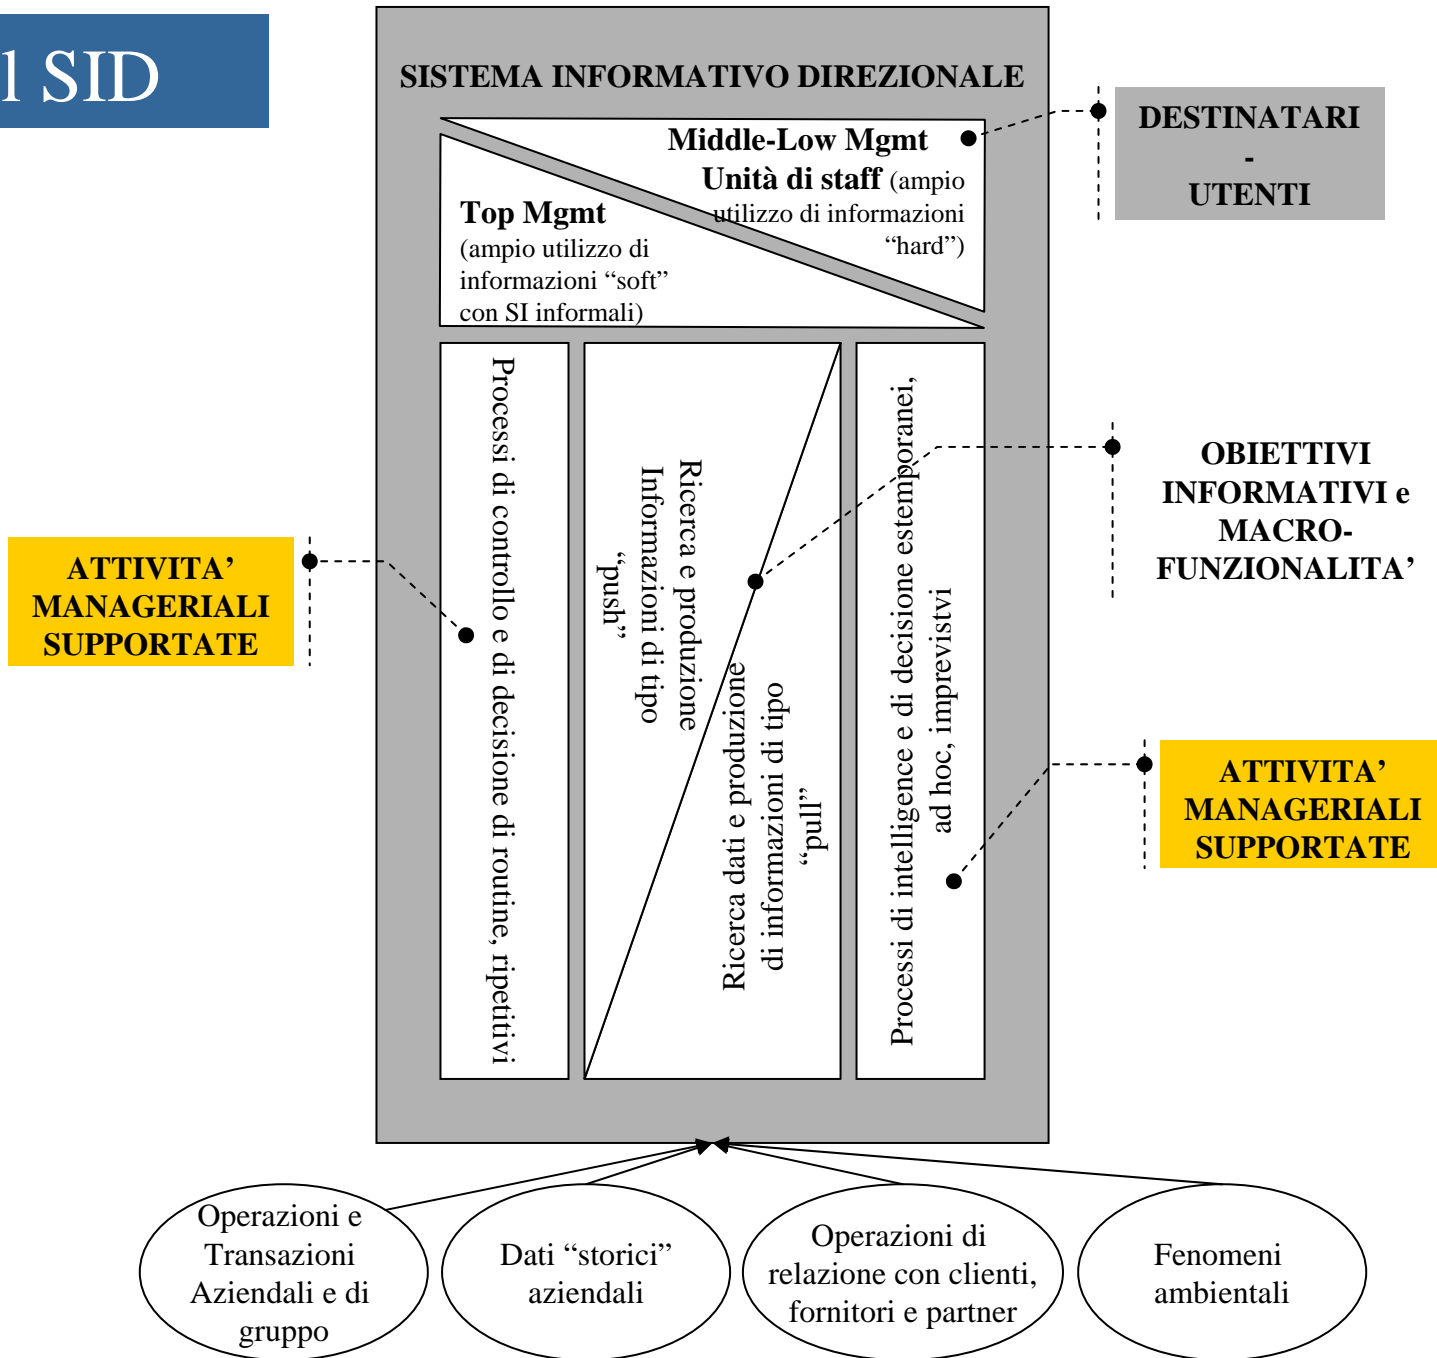 l SID
SISTEMA INFORMATIVO DIREZIONALE
Middle-Low Mgmt
Unità di staff (ampio
utilizzo di informazioni
“hard”)
Top Mgmt
(ampio utilizzo di
informazioni “soft”
con SI informali)
DESTINATARI
-
UTENTI
Processi di controllo e di decisione di routine, ripetitivi
Ricerca e produzione
Informazioni di tipo
“push”
Ricerca dati e produzione
di informazioni di tipo
“pull”
Processi di intelligence e di decisione estemporanei,
ad hoc, imprevistvi
OBIETTIVI
INFORMATIVI e
MACRO-
FUNZIONALITA’
ATTIVITA’
MANAGERIALI
SUPPORTATE
ATTIVITA’
MANAGERIALI
SUPPORTATE
Operazioni e
Transazioni
Aziendali e di
gruppo
Dati “storici”
aziendali
Operazioni di
relazione con clienti,
fornitori e partner
Fenomeni
ambientali